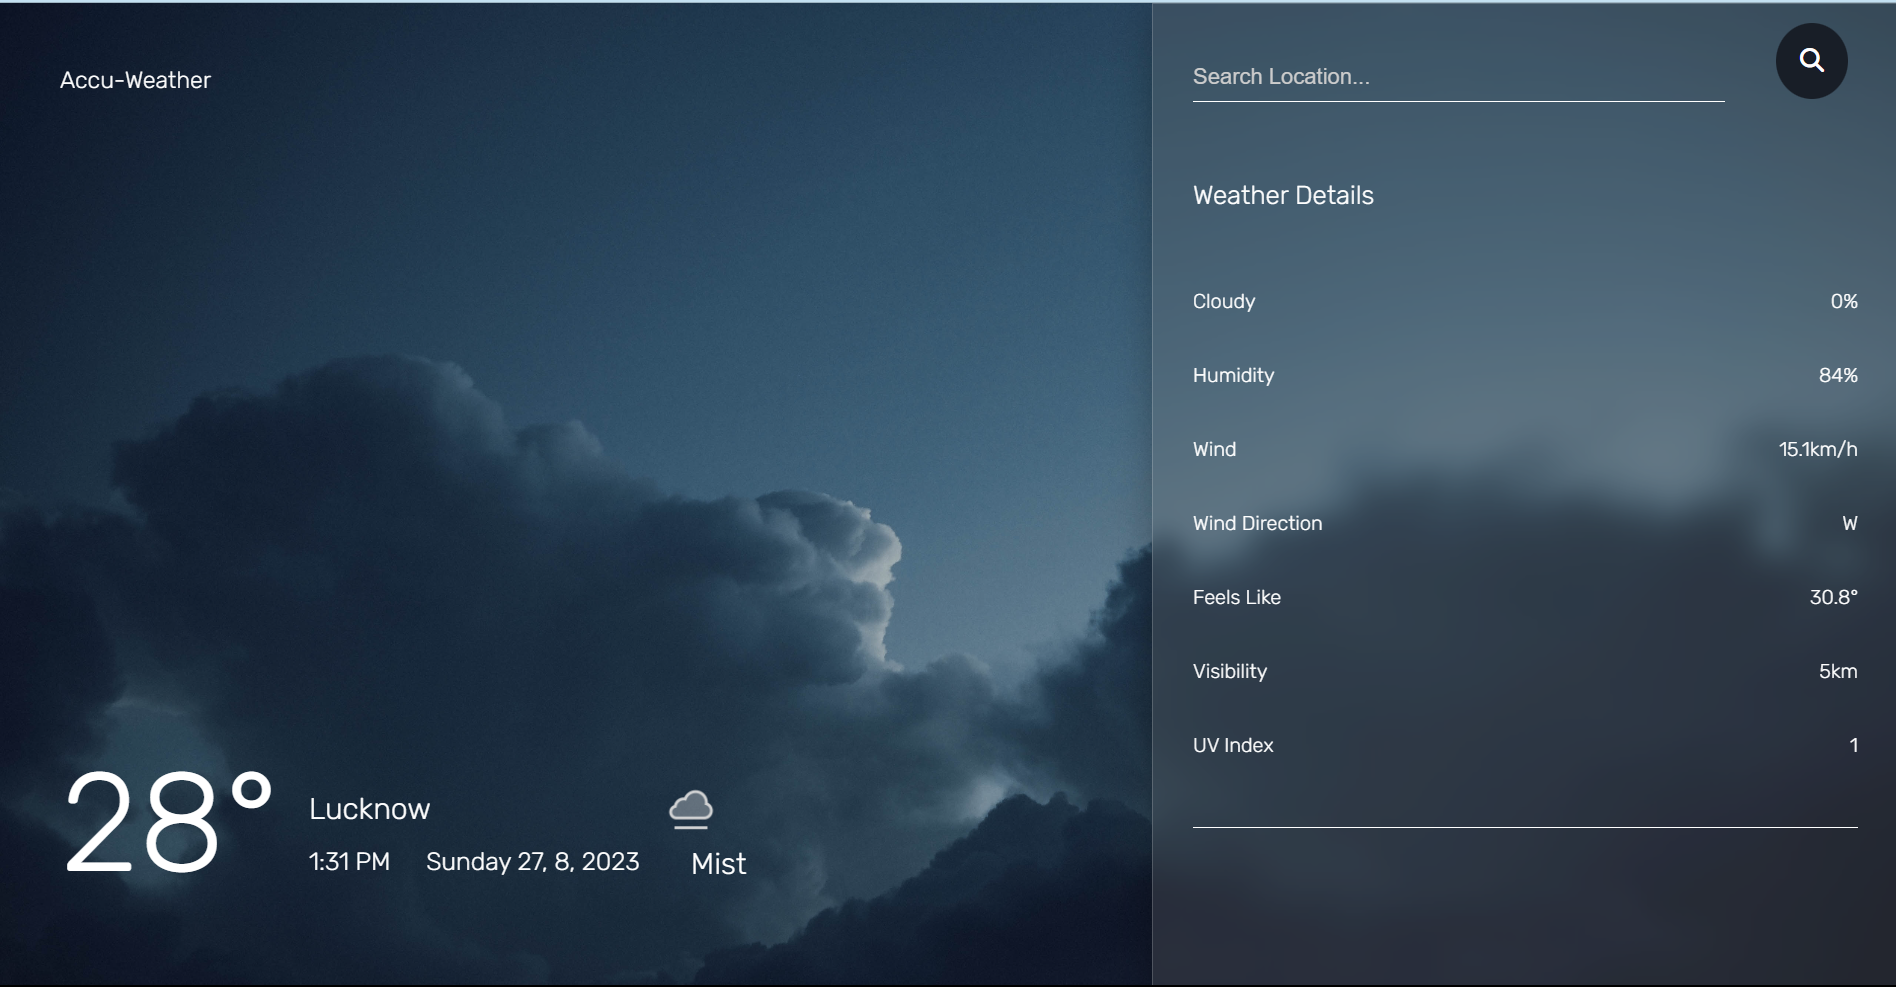 Accu-Weather
28°
Lucknow
1:31 PM Sunday 27, 8, 2023
Mist
Search Location...
Weather Details
Cloudy 0%
Humidity 84%
Wind 15.1km/h
Wind Direction W
Feels Like 30.8°
Visibility 5km
UV Index 1